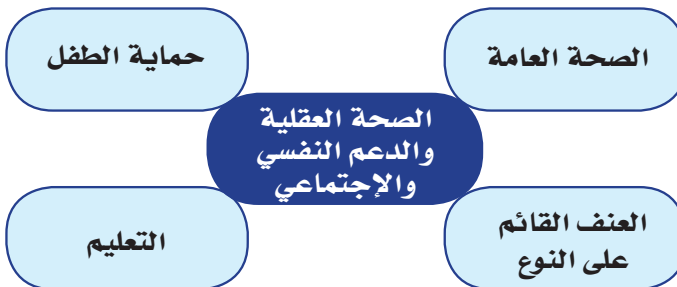 الصحة العامة
حماية الطفل
الصحة العقلية
والدعم النفسي
والإجتماعي
العنف القائم
على النوع
التعليم